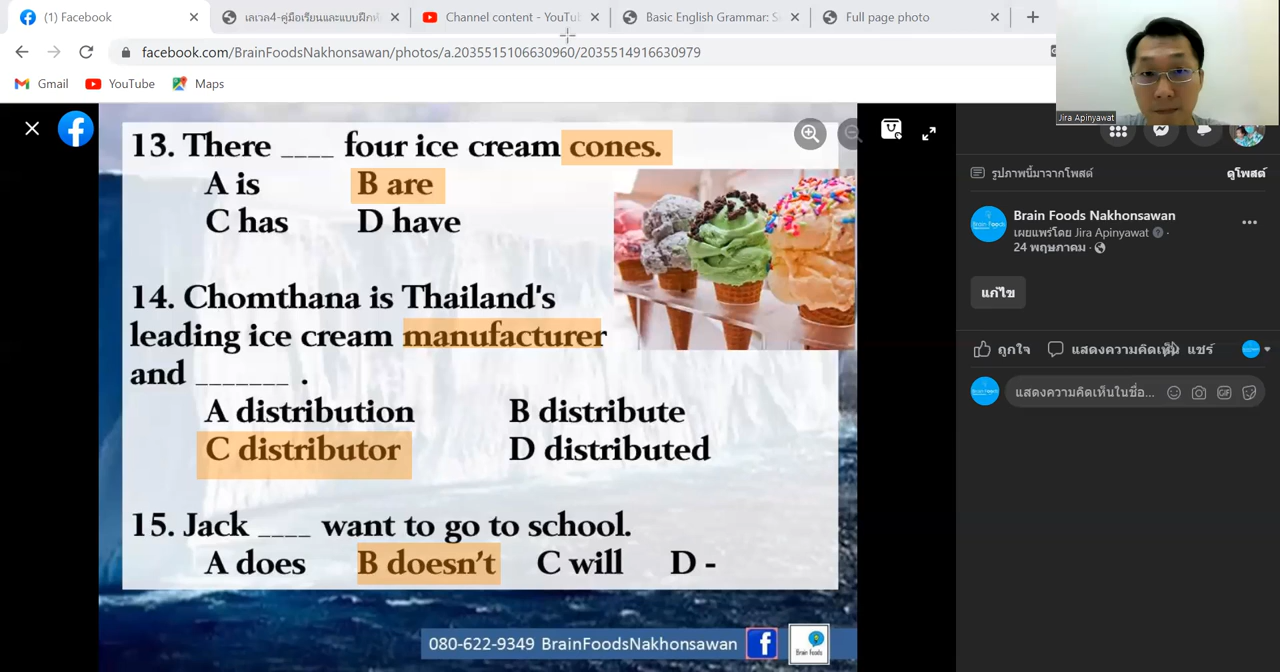 (1) Facebook
เลเวล4-คู่มือเรียนและแบบฝึกหั
Channel content - YouTu
Basic English Grammar: S
Full page photo
facebook.com/BrainFoodsNakhonsawan/photos/a.2035515106630960/2035514916630979
Gmail
YouTube
Maps
Jira Apinyawat
13. There ____ four ice cream cones.
A is B are
C has D have
14. Chomthana is Thailand's
leading ice cream manufacturer
and _______ .
A distribution B distribute
C distributor D distributed
15. Jack ____ want to go to school.
A does B doesn't C will D -
080-622-9349 BrainFoodsNakhonsawan
Brain Foods
รูปภาพนี้มาจากโพสต์
ดูโพสต์
Brain Foods Nakhonsawan
เผยแพร่โดย Jira Apinyawat
24 พฤษภาคม
แก้ไข
ถูกใจ
แสดงความคิดเห็น
แชร์
แสดงความคิดเห็นในชื่อ...